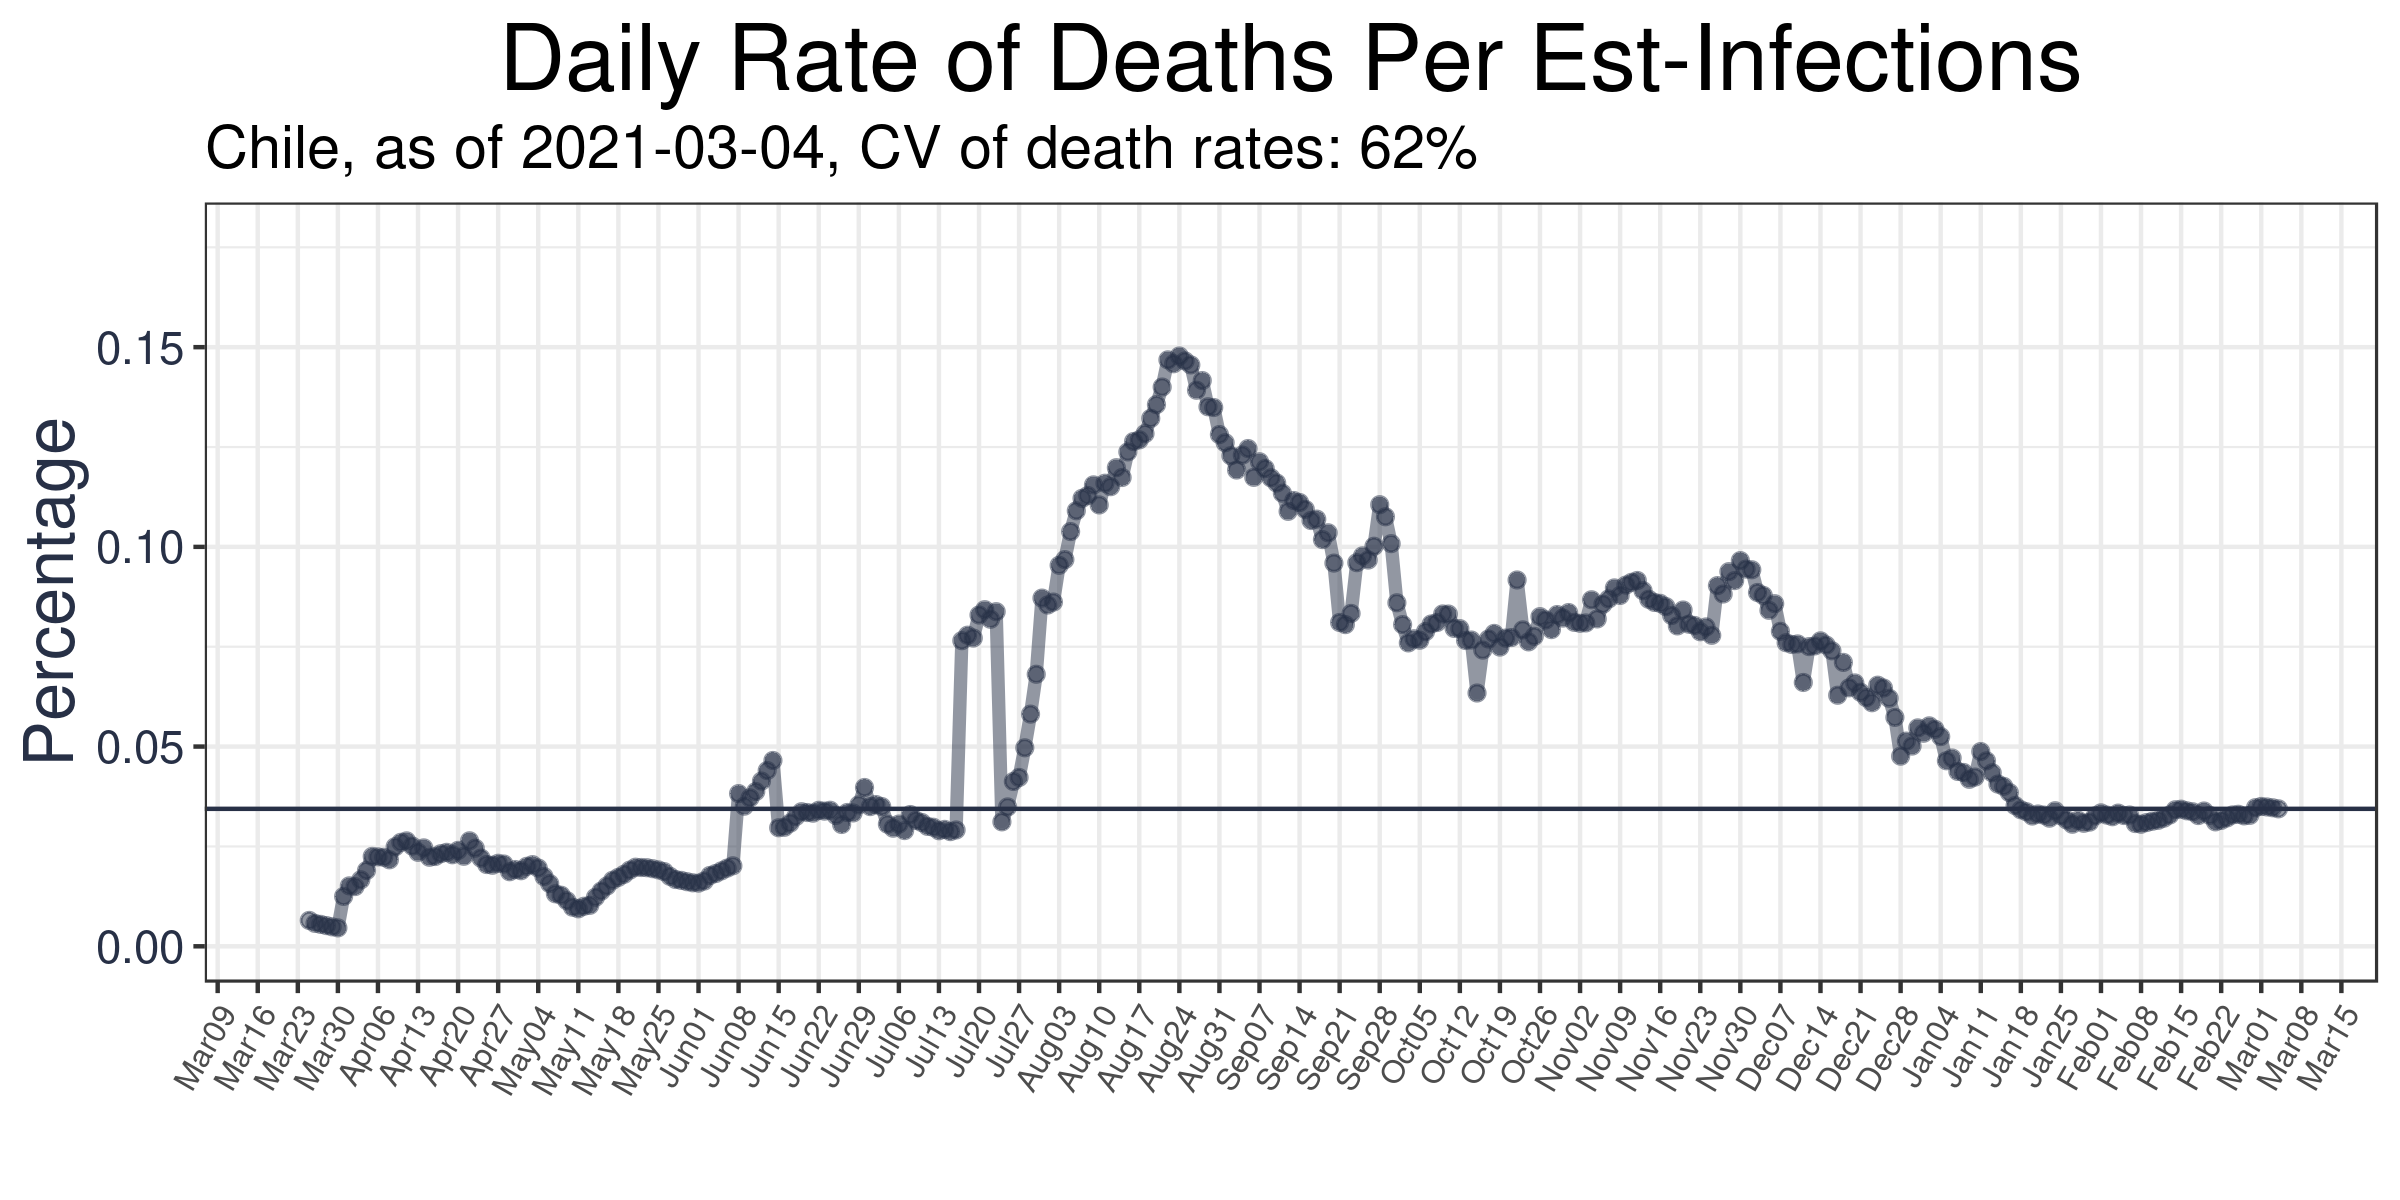 Daily Rate of Deaths Per Est-Infections
Chile, as of 2021-03-04, CV of death rates: 62%
Percentage
0.15
0.10
0.05
0.00
Mar09
Mar16
Mar23
Mar30
Apr06
Apr13
Apr20
Apr27
May04
May11
May18
May25
Jun01
Jun08
Jun15
Jun22
Jun29
Jul06
Jul13
Jul20
Jul27
Aug03
Aug10
Aug17
Aug24
Aug31
Sep07
Sep14
Sep21
Sep28
Oct05
Oct12
Oct19
Oct26
Nov02
Nov09
Nov16
Nov23
Nov30
Dec07
Dec14
Dec21
Dec28
Jan04
Jan11
Jan18
Jan25
Feb01
Feb08
Feb15
Feb22
Mar01
Mar08
Mar15